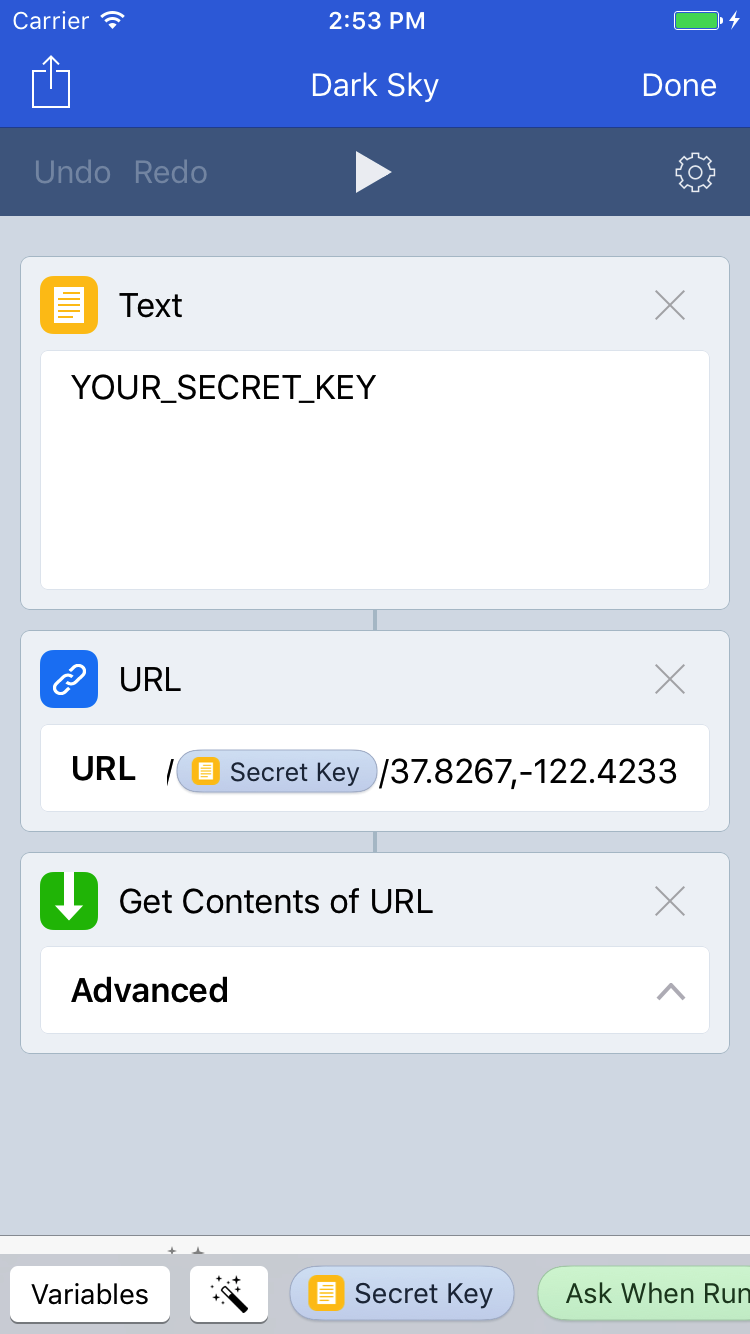 Carrier 2:53 PM
Dark Sky Done
Undo Redo
Text
YOUR_SECRET_KEY
URL
URL /Secret Key/37.8267,-122.4233
Get Contents of URL
Advanced
Variables Secret Key Ask When Run